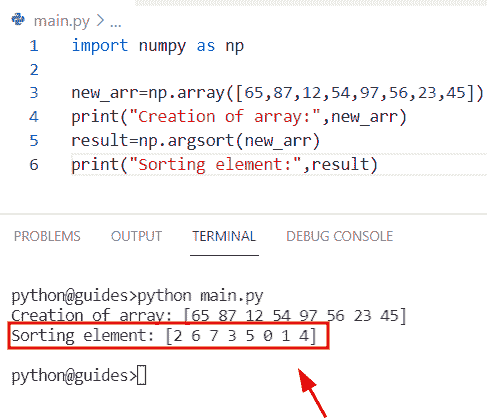 main.py > ...
1 import numpy as np
2
3 new_arr=np.array([65,87,12,54,97,56,23,45])
4 print("Creation of array:",new_arr)
5 result=np.argsort(new_arr)
6 print("Sorting element:",result)
PROBLEMS OUTPUT TERMINAL DEBUG CONSOLE
python@guides>python main.py
Creation of array: [65 87 12 54 97 56 23 45]
Sorting element: [2 6 7 3 5 0 1 4]
python@guides>